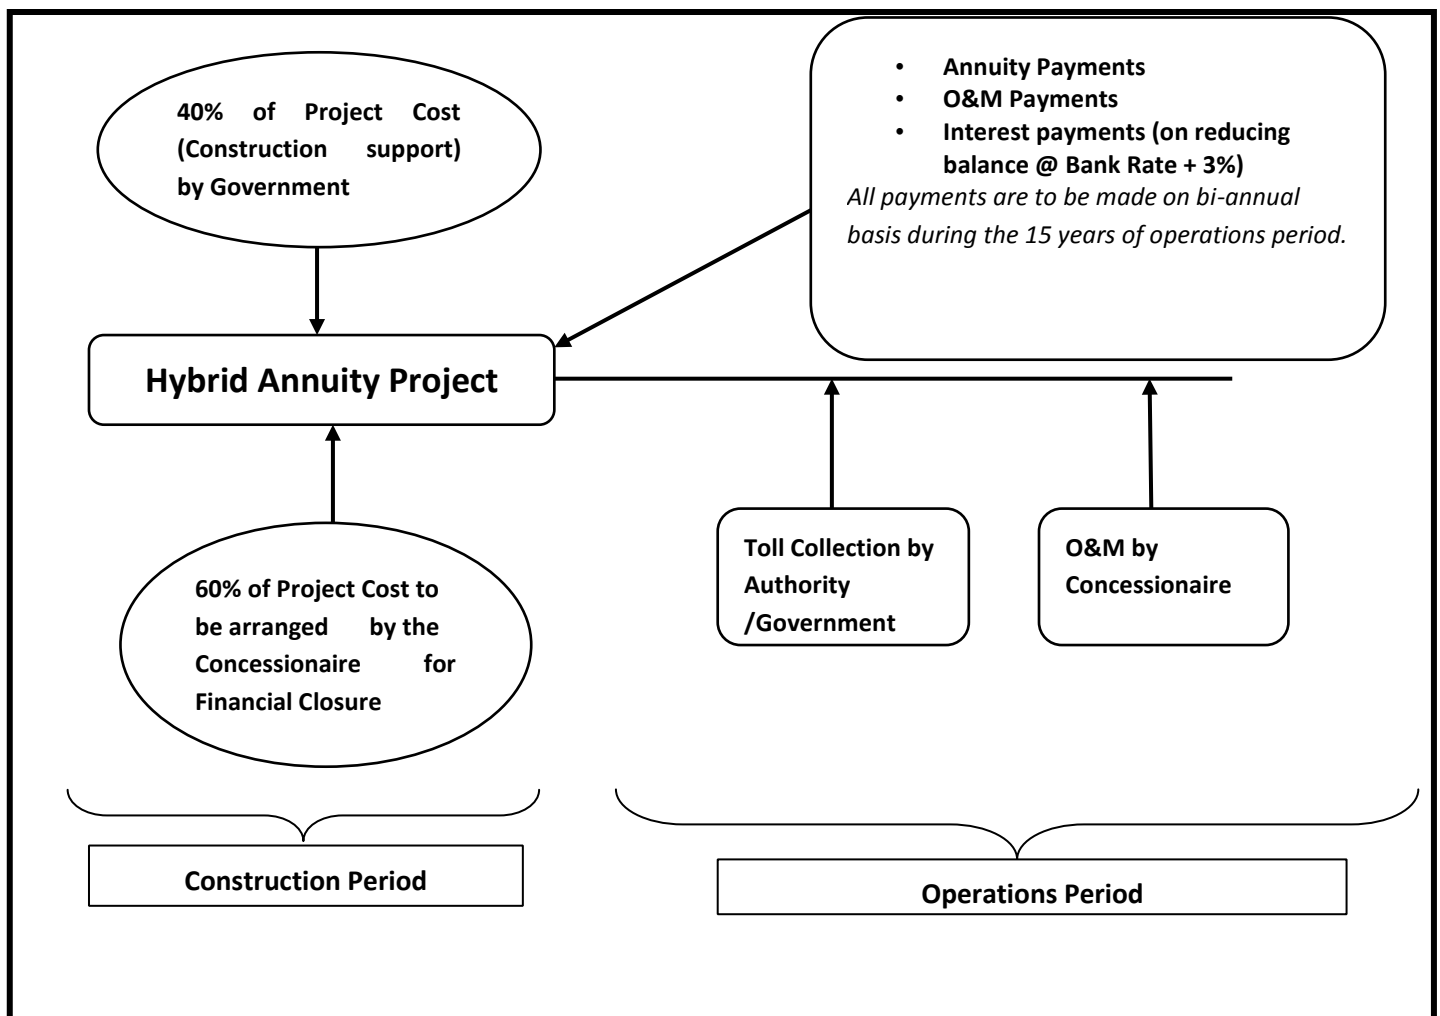 40% of Project Cost
(Construction support)
by Government
• Annuity Payments
• O&M Payments
• Interest payments (on reducing
balance @ Bank Rate + 3%)
All payments are to be made on bi-annual
basis during the 15 years of operations period.
Hybrid Annuity Project
60% of Project Cost to
be arranged by the
Concessionaire for
Financial Closure
Toll Collection by
Authority
/Government
O&M by
Concessionaire
Construction Period
Operations Period